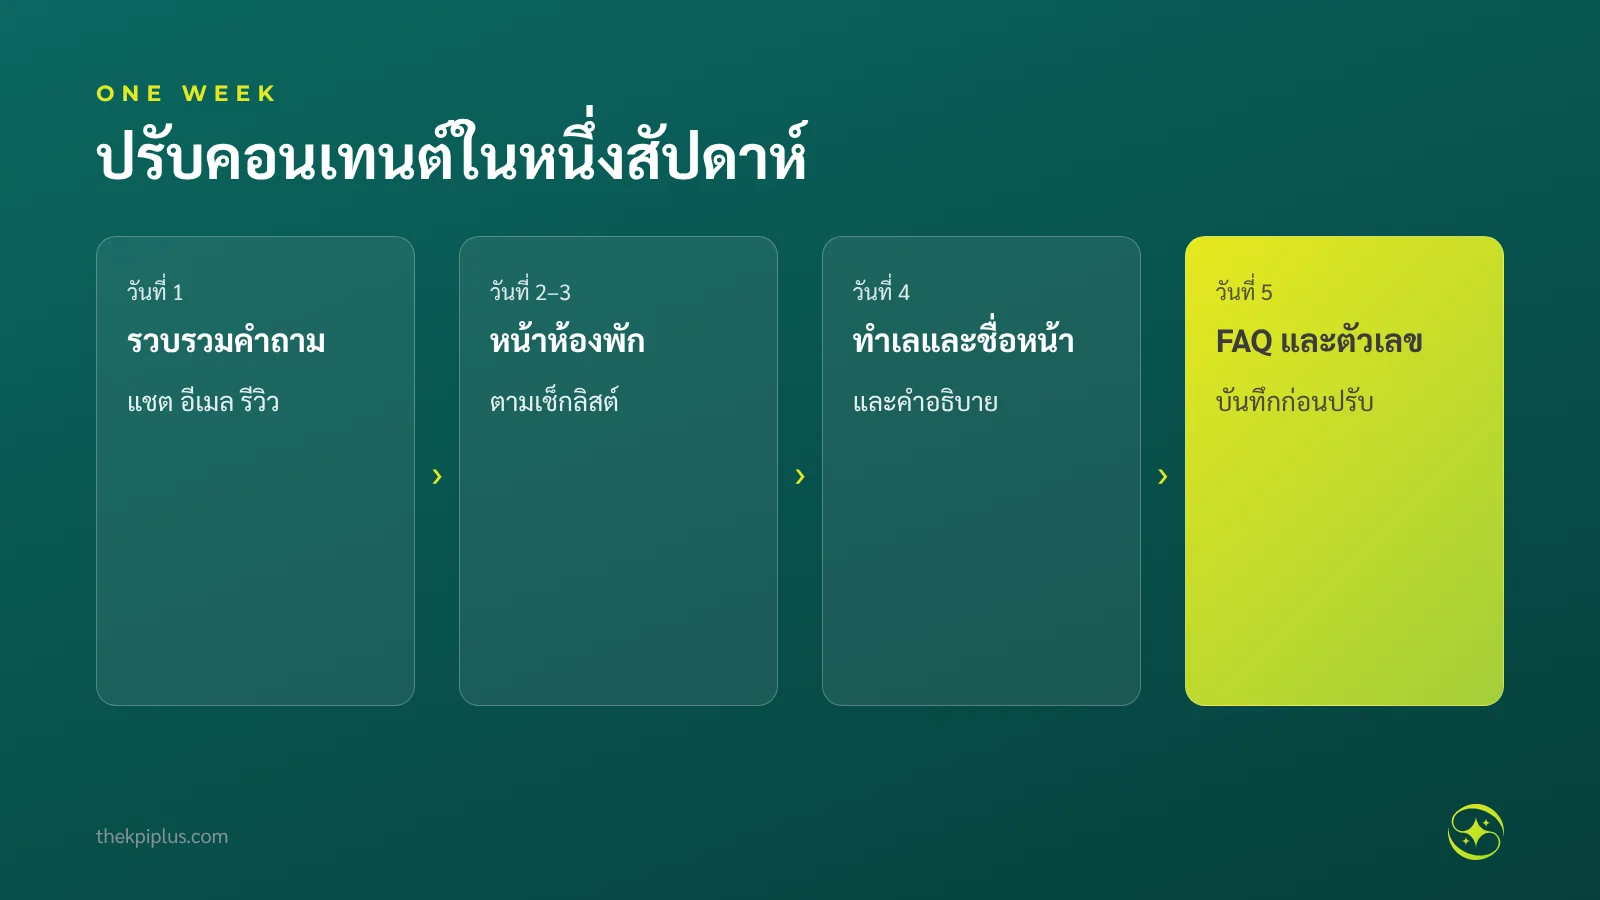 ONE WEEK
ปรับคอนเทนต์ในหนึ่งสัปดาห์
วันที่ 1
รวบรวมคำถาม
แชต อีเมล รีวิว
›
วันที่ 2–3
หน้าห้องพัก
ตามเช็กลิสต์
›
วันที่ 4
ทำเลและชื่อหน้า
และคำอธิบาย
›
วันที่ 5
FAQ และตัวเลข
บันทึกก่อนปรับ
thekpiplus.com